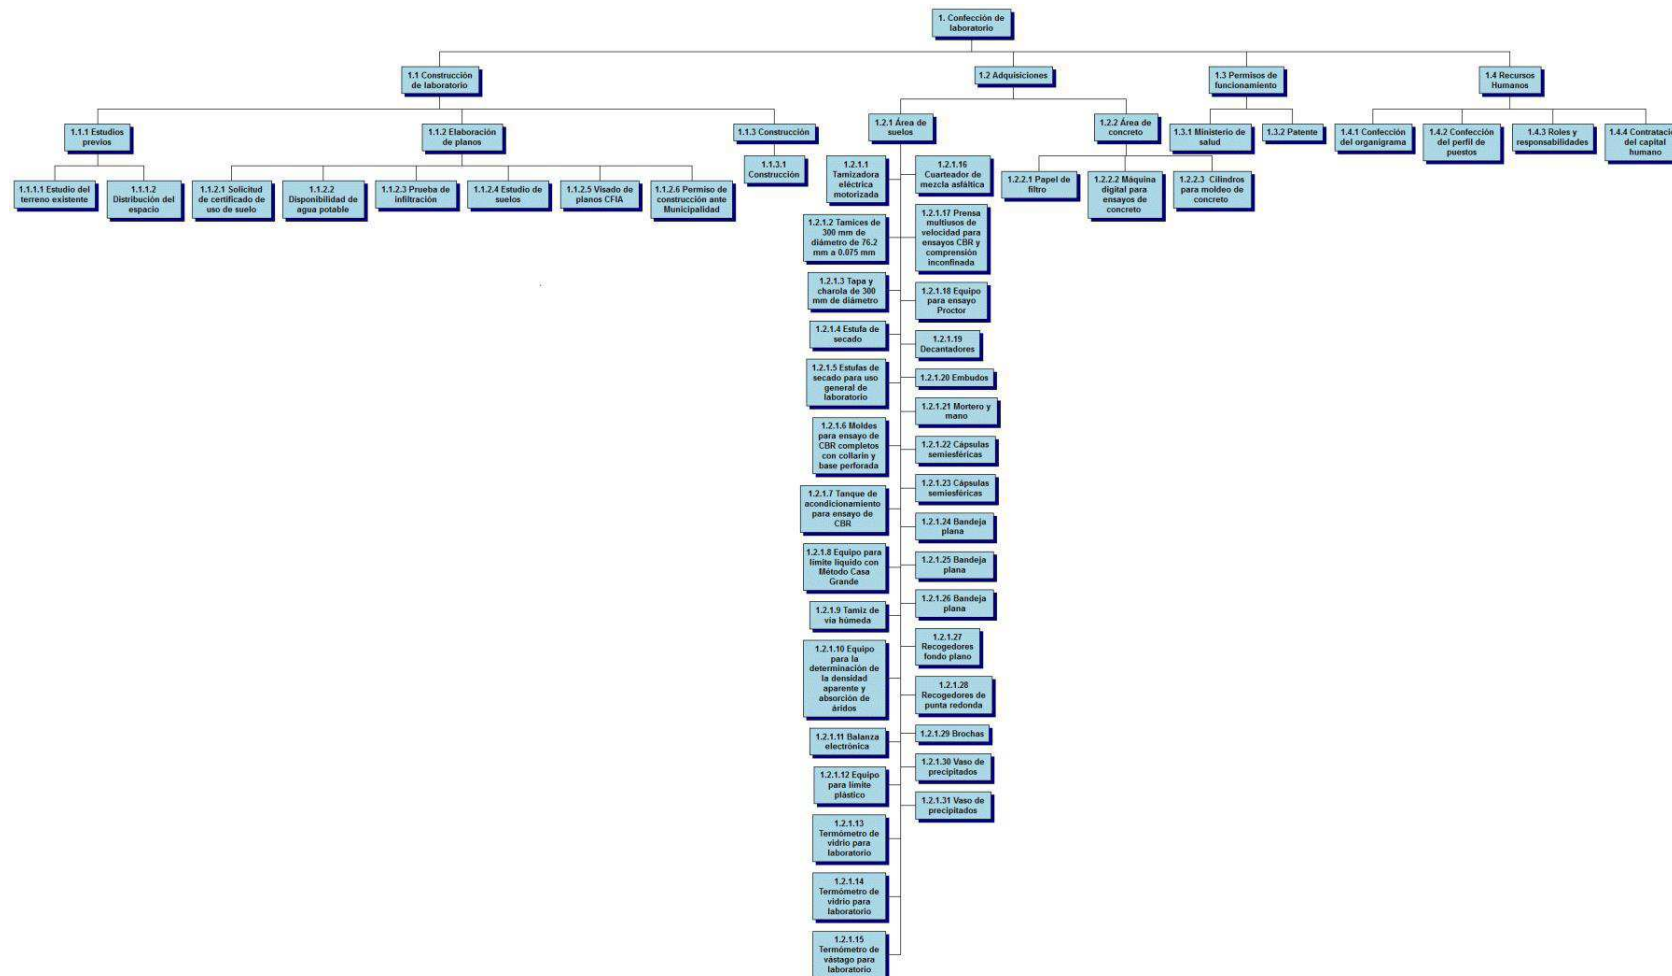 1. Confección de
laboratorio
1.1 Construcción
de laboratorio
1.2 Adquisiciones
1.3 Permisos de
funcionamiento
1.4 Recursos
Humanos
1.1.1 Estudios
previos
1.1.2 Elaboración
de planos
1.1.3 Construcción
1.2.1 Área de
suelos
1.2.2 Área de
concreto
1.3.1 Ministerio de
salud
1.3.2 Patente
1.4.1 Confección
del organigrama
1.4.2 Confección
del perfil de
puestos
1.4.3 Roles y
responsabilidades
1.4.4 Contratación
del capital
humano
1.1.1.1 Estudio del
terreno existente
1.1.1.2
Distribución del
espacio
1.1.2.1 Solicitud
de certificado de
uso de suelo
1.1.2.2
Disponibilidad de
agua potable
1.1.2.3 Prueba de
infiltración
1.1.2.4 Estudio de
suelos
1.1.2.5 Visado de
planos CFIA
1.1.2.6 Permiso de
construcción ante
Municipalidad
1.1.3.1
Construcción
1.2.1.1
Tamizadora
eléctrica
motorizada
1.2.1.2 Tamices de
300 mm de
diámetro de 76.2
mm a 0.075 mm
1.2.1.3 Tapa y
charola de 300
mm de diámetro
1.2.1.4 Estufa de
secado
1.2.1.5 Estufas de
secado para uso
general de
laboratorio
1.2.1.6 Moldes
para ensayo de
CBR completos
con collarin y
base perforada
1.2.1.7 Tanque de
acondicionamiento
para ensayo de
CBR
1.2.1.8 Equipo para
límite líquido con
Método Casa
Grande
1.2.1.9 Tamiz de
vía húmeda
1.2.1.10 Equipo
para la
determinación de
la densidad
aparente y
absorción de
áridos
1.2.1.11 Balanza
electrónica
1.2.1.12 Equipo
para límite
plástico
1.2.1.13
Termómetro de
vidrio para
laboratorio
1.2.1.14
Termómetro de
vidrio para
laboratorio
1.2.1.15
Termómetro de
vástago para
laboratorio
1.2.1.16
Cuarteador de
mezcla asfáltica
1.2.1.17 Prensa
multiusos de
velocidad para
ensayos CBR y
comprensión
inconfinada
1.2.1.18 Equipo
para ensayo
Proctor
1.2.1.19
Decantadores
1.2.1.20 Embudos
1.2.1.21 Mortero y
mano
1.2.1.22 Cápsulas
semiesféricas
1.2.1.23 Cápsulas
semiesféricas
1.2.1.24 Bandeja
plana
1.2.1.25 Bandeja
plana
1.2.1.26 Bandeja
plana
1.2.1.27
Recogedores
fondo plano
1.2.1.28
Recogedores de
punta redonda
1.2.1.29 Brochas
1.2.1.30 Vaso de
precipitados
1.2.1.31 Vaso de
precipitados
1.2.2.1 Papel de
filtro
1.2.2.2 Máquina
digital para
ensayos de
concreto
1.2.2.3 Cilindros
para moldeo de
concreto